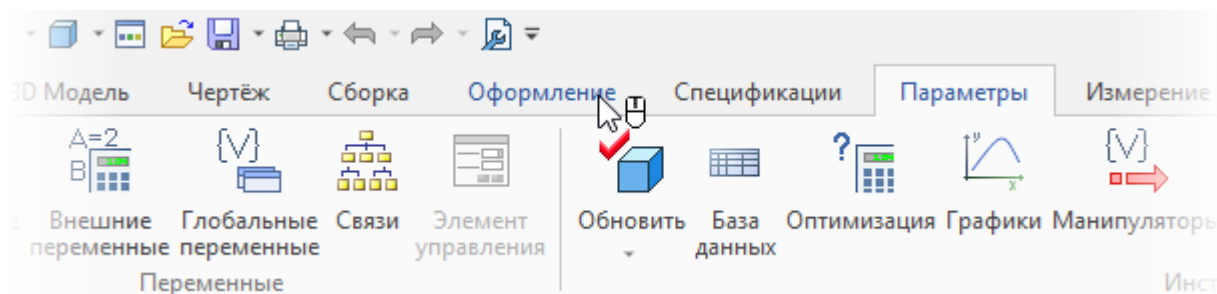 3D Модель Чертёж Сборка Оформление Спецификации Параметры Измерение
A=2 {V} ? y {V}
B x
Внешние Глобальные Связи Элемент Обновить База Оптимизация Графики Манипуляторы
переменные переменные управления данных
Переменные Инст